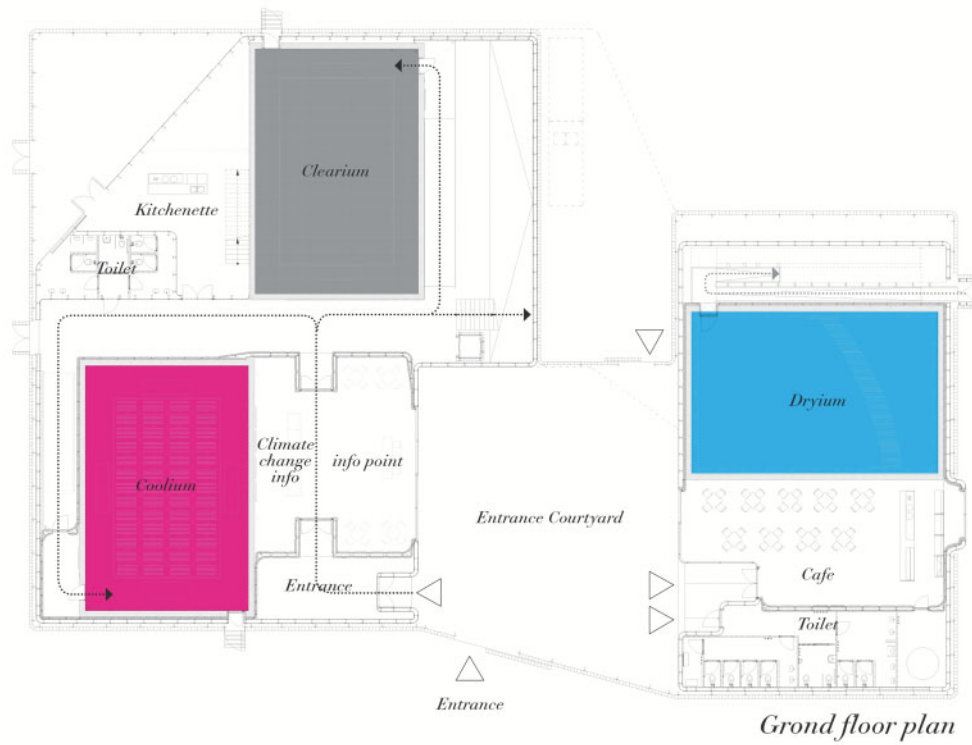 Clearium
Kitchenette
Toilet
Dryium
Climate
change
info
info point
Coolium
Entrance Courtyard
Cafe
Entrance
Toilet
Entrance
Grond floor plan